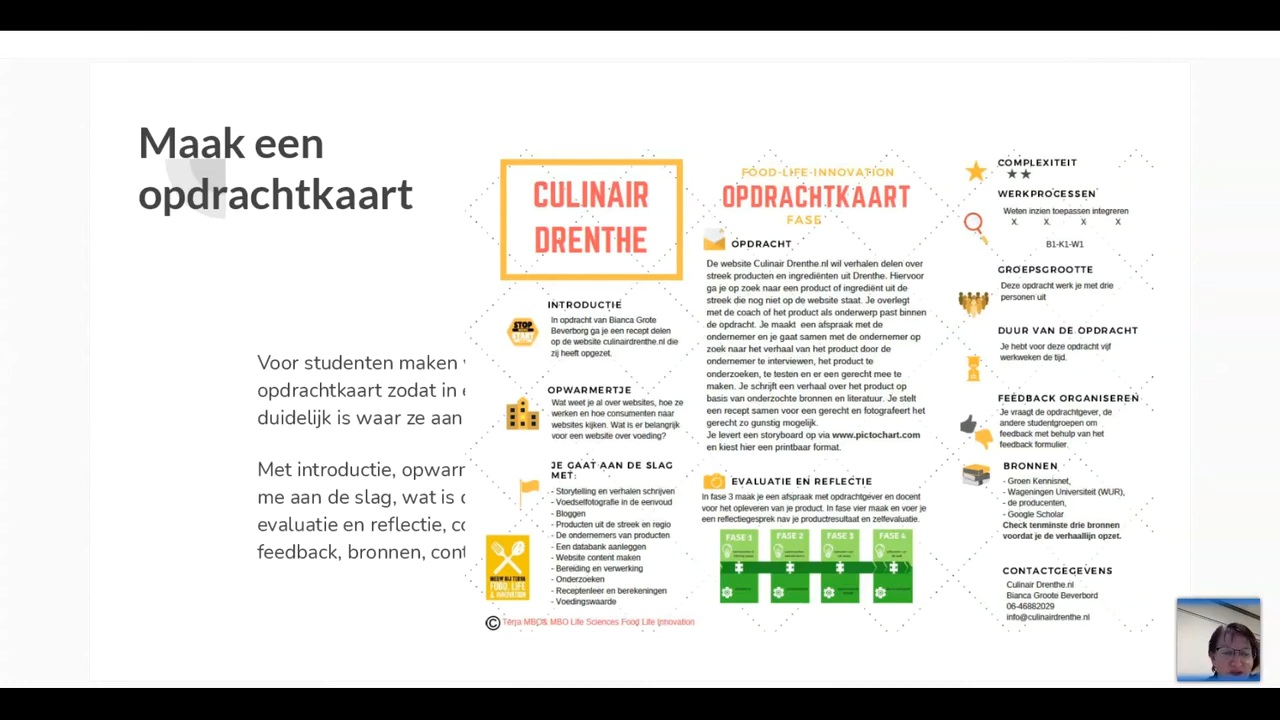 Maak een
opdrachtkaart
Voor studenten maken
opdrachtkaart zodat in
duidelijk is waar ze aan
Met introductie,
me aan de slag, wat is
evaluatie en reflectie,
feedback, bronnen,
CULINAIR
DRENTHE
INTRODUCTIE
In opdracht van Bianca Grote
Beverborg ga je een recept delen
op de website culinairdrenthe.nl die
zij heeft opgezet.
OPWARMERTJE
Wat weet je al over websites, hoe ze
werken en hoe consumenten naar
websites kijken. Wat is er belangrijk
voor een website over voeding?
JE GAAT AAN DE SLAG
MET:
- Storytelling en verhalen schrijven
- Voedselfotografie in de eenvoud
- Bloggen
- Producten uit de streek en regio
- De ondernemers van producten
- Een databank aanleggen
- Website content maken
- Bereiding en verwerking
- Onderzoeken
- Receptenleer en berekeningen
- Voedingswaarde
NIEUW BIJ TERRA
FOOD, LIFE
& INNOVATION
© Terra MBO& MBO Life Sciences Food Life Innovation
FOOD-LIFE-INNOVATION
OPDRACHTKAART
FASE
OPDRACHT
De website Culinair Drenthe.nl wil verhalen delen over
streek producten en ingrediënten uit Drenthe. Hiervoor
ga je op zoek naar een product of ingrediënt uit de
streek die nog niet op de website staat. Je overlegt
met de coach of het product als onderwerp past binnen
de opdracht. Je maakt een afspraak met de
ondernemer en je gaat samen met de ondernemer op
zoek naar het verhaal van het product door de
ondernemer te interviewen, het product te
onderzoeken, te testen en er een gerecht mee te
maken. Je schrijft een verhaal over het product op
basis van onderzochte bronnen en literatuur. Je stelt
een recept samen voor een gerecht en fotografeert het
gerecht zo gunstig mogelijk.
Je levert een storyboard op via www.pictochart.com
en kiest hier een printbaar format.
EVALUATIE EN REFLECTIE
In fase 3 maak je een afspraak met opdrachtgever en docent
voor het opleveren van je product. In fase vier maak en voer je
een reflectiegesprek nav je productresultaat en zelfevaluatie.
FASE 1 FASE 2 FASE 3 FASE 4
COMPLEXITEIT
WERKPROCESSEN
Weten inzien toepassen integreren
X. X. X X
B1-K1-W1
GROEPSGROOTTE
Deze opdracht werk je met drie
personen uit
DUUR VAN DE OPDRACHT
Je hebt voor deze opdracht vijf
werkweken de tijd.
FEEDBACK ORGANISEREN
Je vraagt de opdrachtgever, de
andere studentgroepen om
feedback met behulp van het
feedback formulier.
BRONNEN
- Groen Kennisnet,
- Wageningen Universiteit (WUR),
- de producenten,
- Google Scholar
Check tenminste drie bronnen
voordat je de verhaallijn opzet.
CONTACTGEGEVENS
Culinair Drenthe.nl
Bianca Groote Beverbord
06-46882029
info@culinairdrenthe.nl